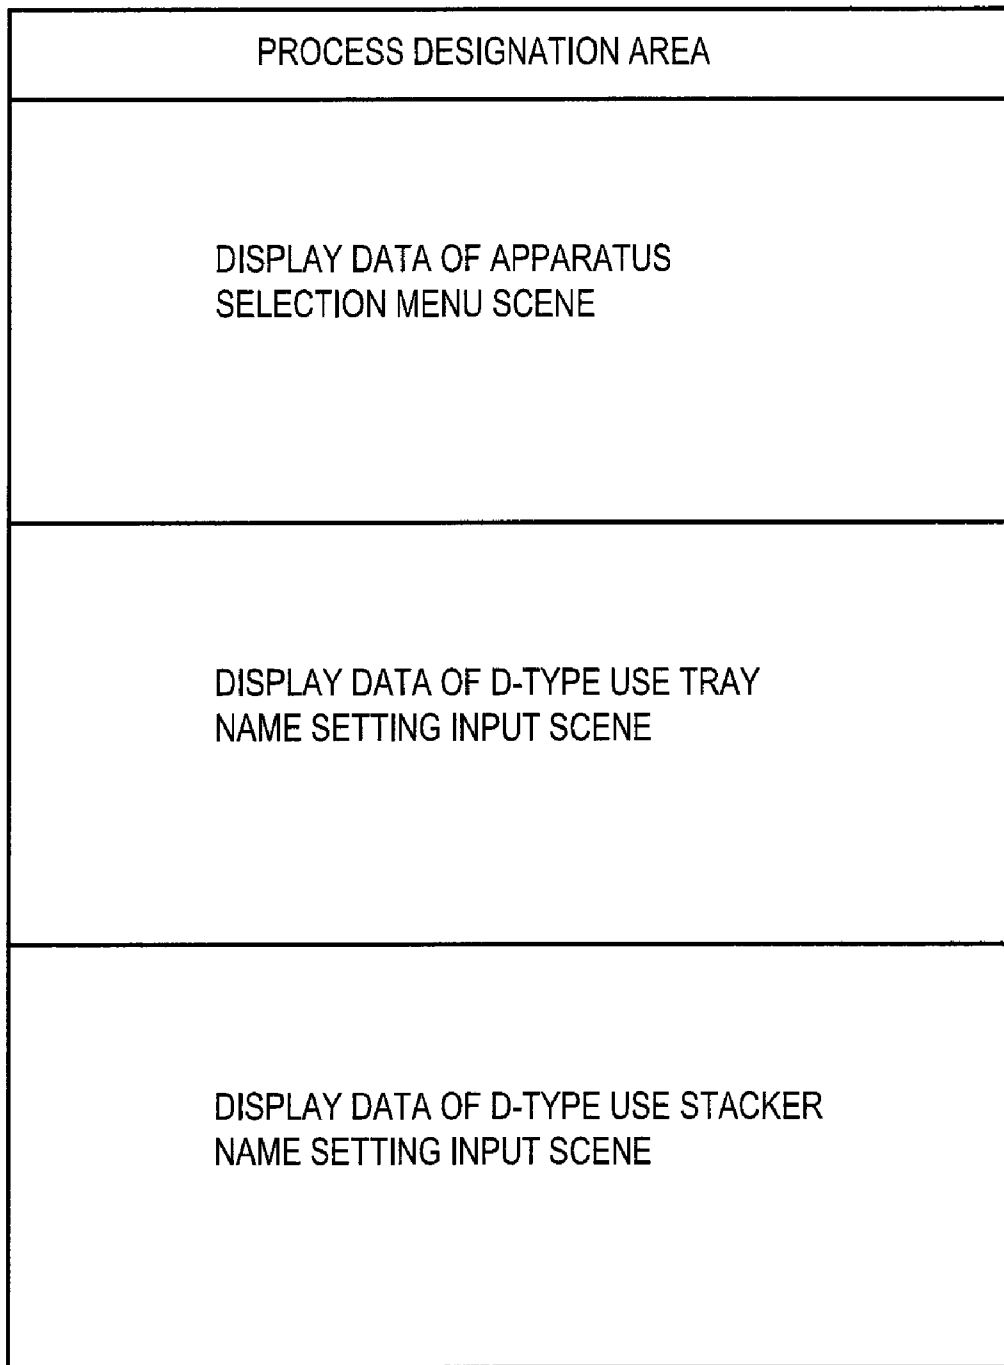 PROCESS DESIGNATION AREA
DISPLAY DATA OF APPARATUS
SELECTION MENU SCENE
DISPLAY DATA OF D-TYPE USE TRAY
NAME SETTING INPUT SCENE
DISPLAY DATA OF D-TYPE USE STACKER
NAME SETTING INPUT SCENE